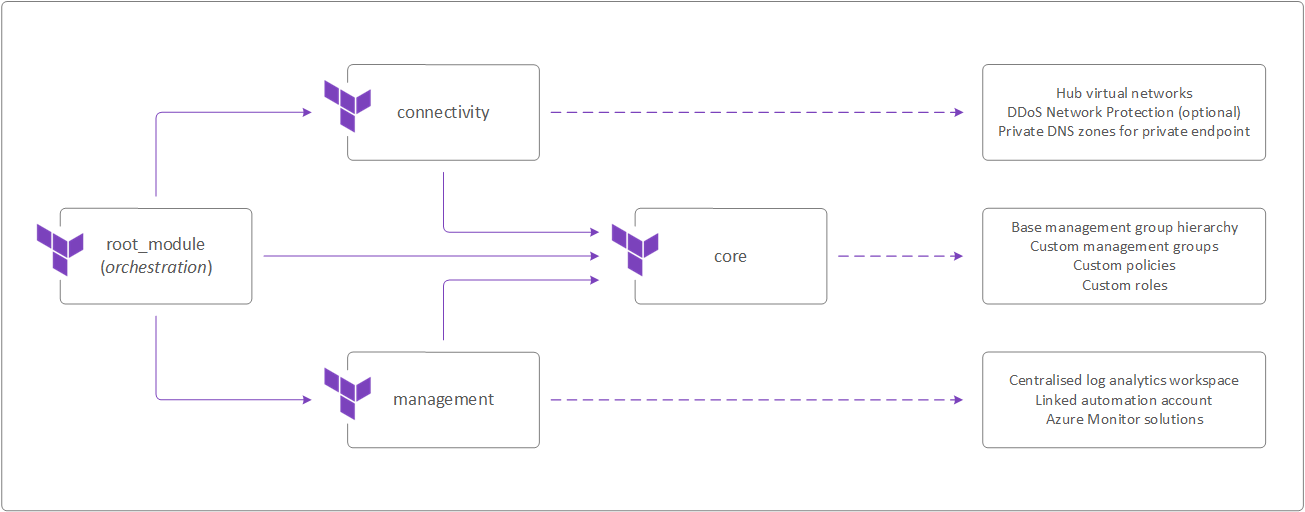 connectivity
Hub virtual networks
DDoS Network Protection (optional)
Private DNS zones for private endpoint
root_module
(orchestration)
core
Base management group hierarchy
Custom management groups
Custom policies
Custom roles
management
Centralised log analytics workspace
Linked automation account
Azure Monitor solutions